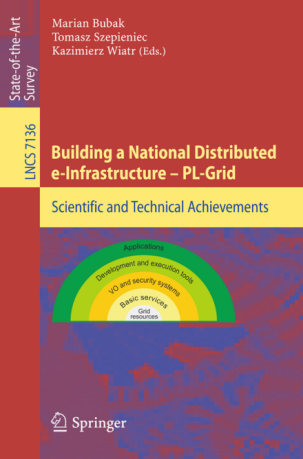 Marian Bubak
Tomasz Szepieniec
Kazimierz Wiatr (Eds.)
State-of-the-Art
Survey
LNCS 7136
Building a National Distributed
e-Infrastructure – PL-Grid
Scientific and Technical Achievements
Applications
Development and execution tools
VO and security systems
Basic services
Grid
resources
Springer